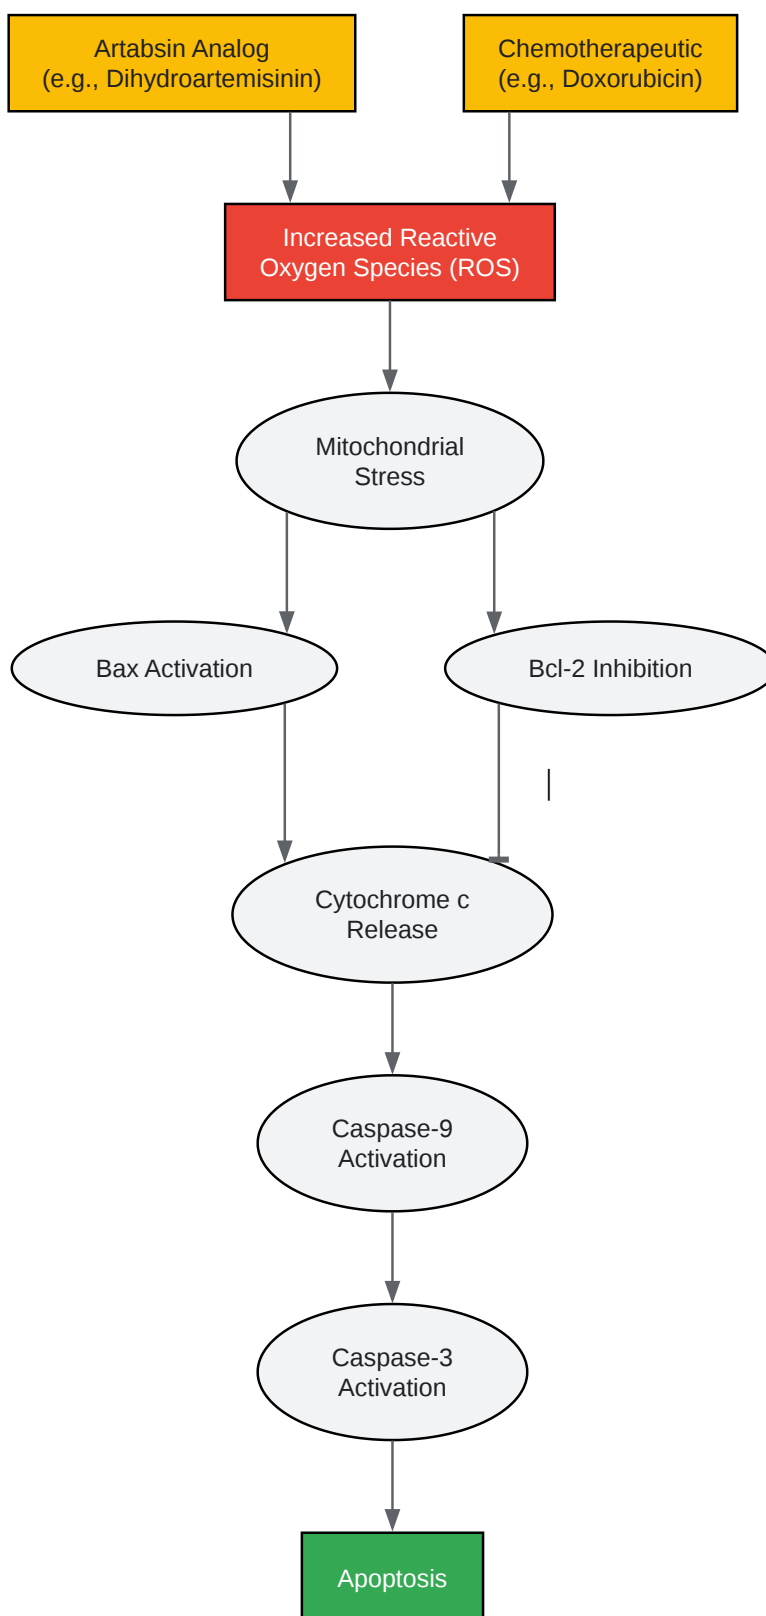 Artabsin Analog
(e.g., Dihydroartemisinin)
Chemotherapeutic
(e.g., Doxorubicin)
Increased Reactive
Oxygen Species (ROS)
Mitochondrial
Stress
Bax Activation
Bcl-2 Inhibition
|
Cytochrome c
Release
Caspase-9
Activation
Caspase-3
Activation
Apoptosis